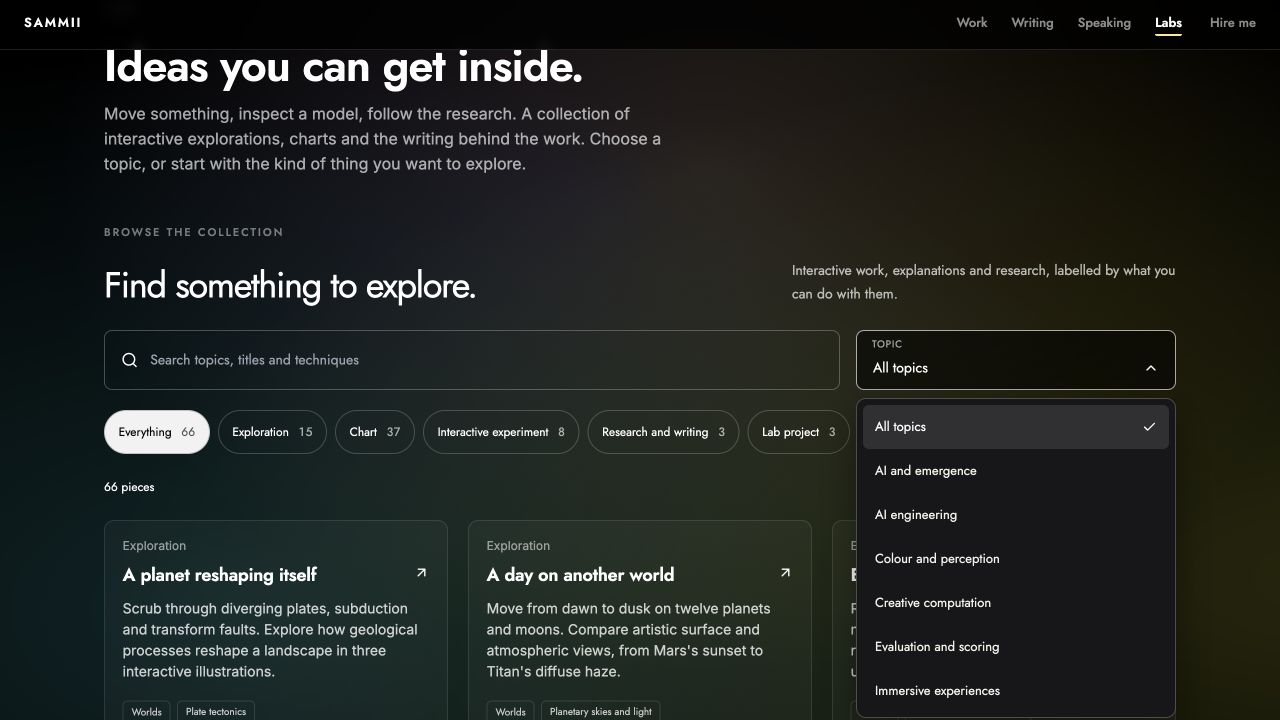 SAMMII
Work
Writing
Speaking
Labs
Hire me
Ideas you can get inside.
Move something, inspect a model, follow the research. A collection of
interactive explorations, charts and the writing behind the work. Choose a
topic, or start with the kind of thing you want to explore.
BROWSE THE COLLECTION
Find something to explore.
Interactive work, explanations and research, labelled by what you
can do with them.
Search topics, titles and techniques
TOPIC
All topics
Everything 66
Exploration 15
Chart 37
Interactive experiment 8
Research and writing 3
Lab project 3
All topics
AI and emergence
AI engineering
Colour and perception
Creative computation
Evaluation and scoring
Immersive experiences
66 pieces
Exploration
A planet reshaping itself
Scrub through diverging plates, subduction
and transform faults. Explore how geological
processes reshape a landscape in three
interactive illustrations.
Worlds
Plate tectonics
Exploration
A day on another world
Move from dawn to dusk on twelve planets
and moons. Compare artistic surface and
atmospheric views, from Mars's sunset to
Titan's diffuse haze.
Worlds
Planetary skies and light